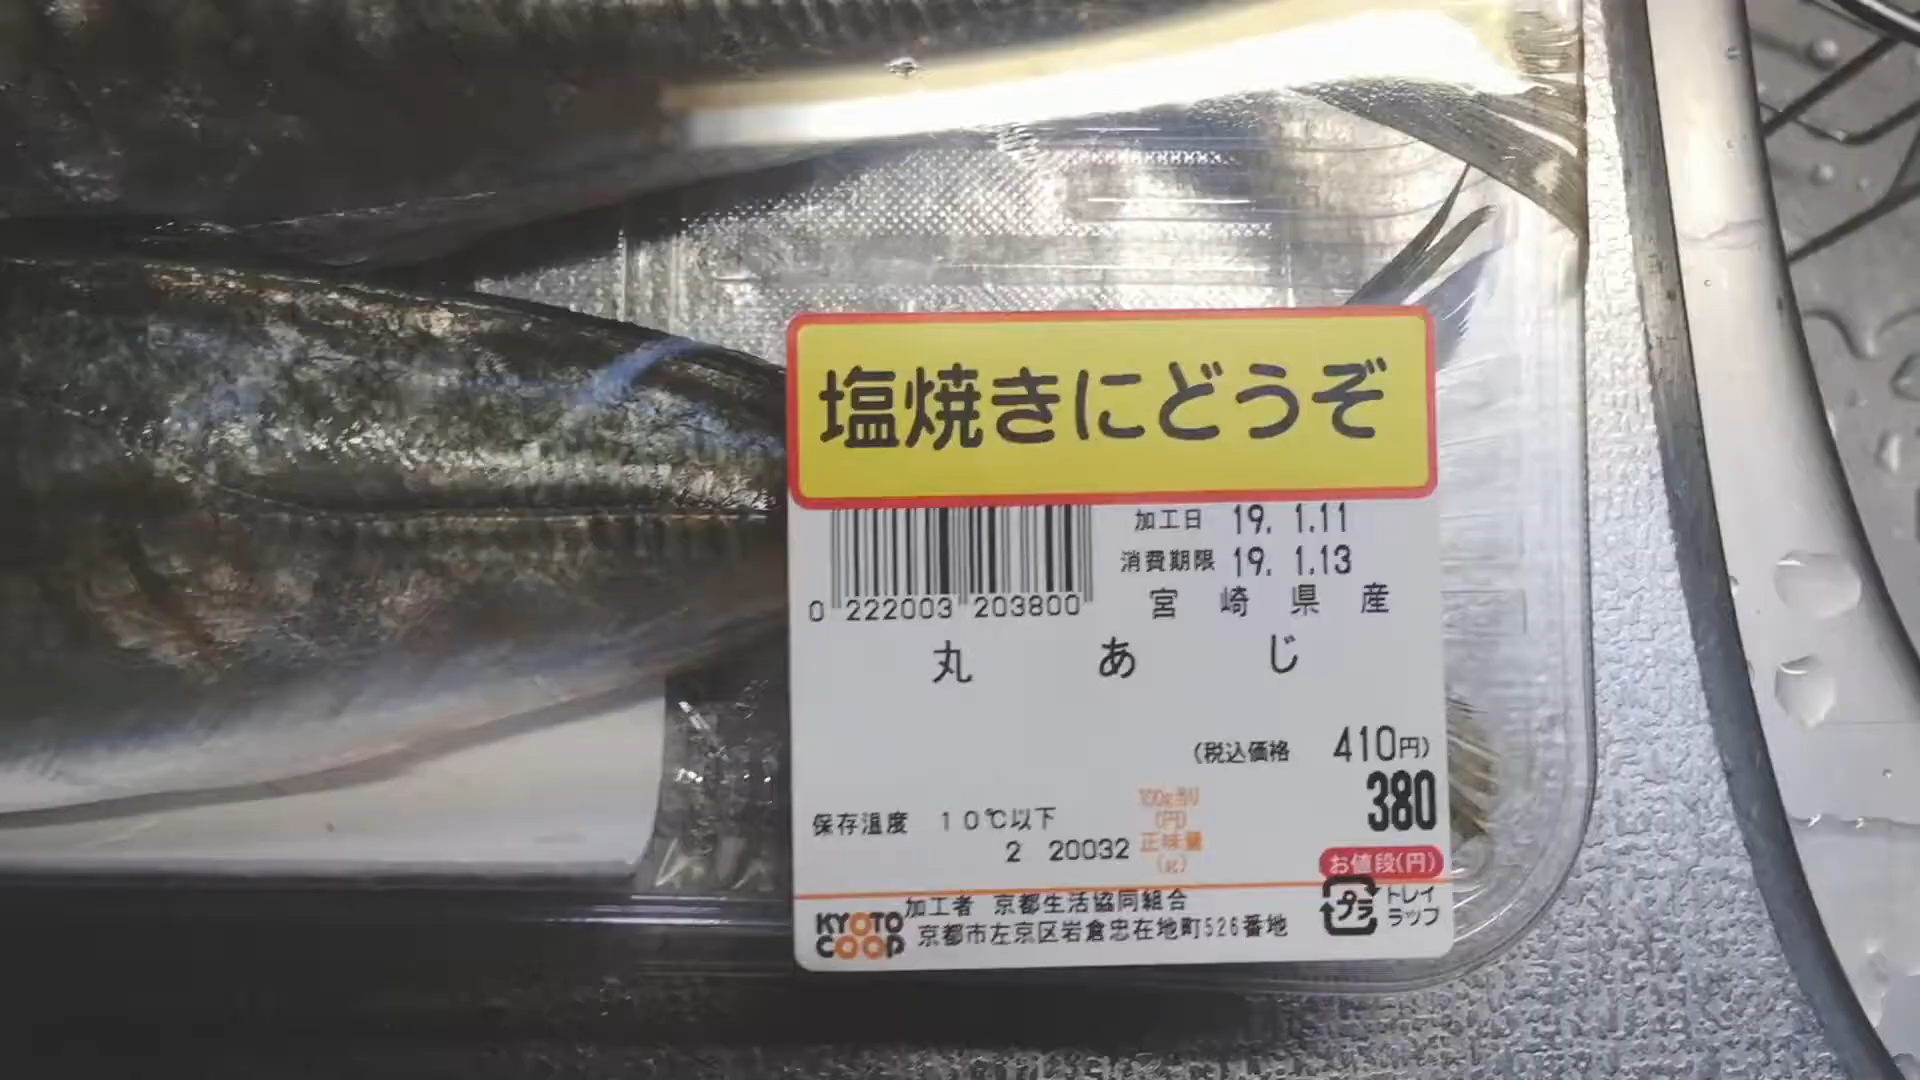 塩焼きにどうぞ
加工日 19. 1.11
消費期限 19. 1.13
0 222003 203800
宮崎県産
丸あじ
(税込価格 410円)
380
保存温度 10℃以下
2 20032
100g当り
(円)
正味量
(g)
お値段(円)
プラ
トレイ
ラップ
KYOTO
COOP
加工者 京都生活協同組合
京都市左京区岩倉忠在地町526番地